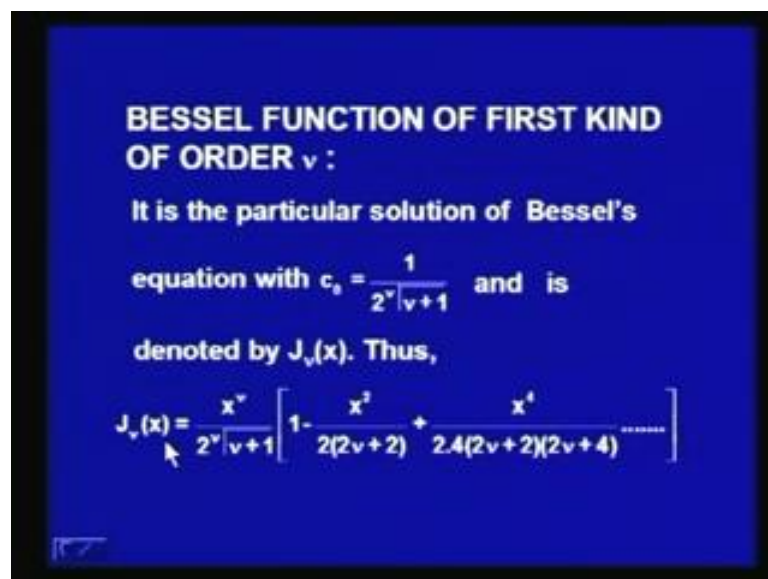 BESSEL FUNCTION OF FIRST KIND
OF ORDER ν :
It is the particular solution of Bessel's
equation with c₀ = 1 / (2^ν Γ͞ν+1) and is
denoted by J_ν(x). Thus,
J_ν(x) = x^ν / (2^ν Γ͞ν+1) [1 - x² / 2(2ν+2) + x⁴ / 2.4(2ν+2)(2ν+4) .......]